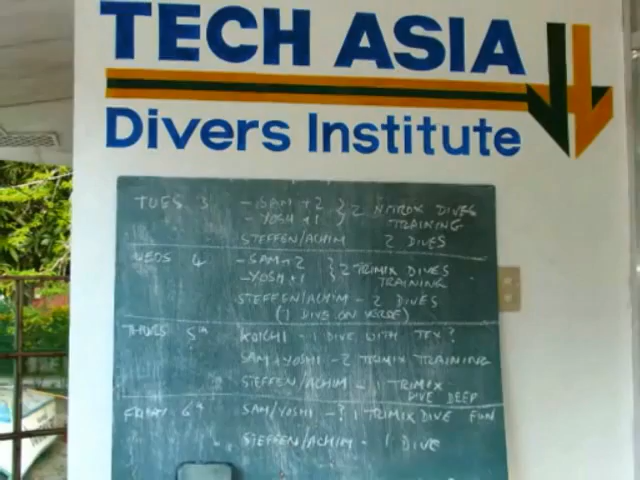 TECH ASIA
Divers Institute
TUES 3 - SAM + 2 } 2 NITROX DIVES
- YOSH + 1 } TRAINING
STEFFEN/ACHIM 2 DIVES
WEDS 4 - SAM + 2 } 2 TRIMIX DIVES
- YOSH + 1 } TRAINING
STEFFEN/ACHIM - 2 DIVES
(1 DIVE ON VERDE)
THURS 5th KOICHI - 1 DIVE WITH TFX?
SAM + YOSHI - 2 TRIMIX TRAINING
STEFFEN/ACHIM - 1 TRIMIX
DIVE DEEP
FRIDAY 6th SAM/YOSHI - ? 1 TRIMIX DIVE FUN
STEFFEN/ACHIM - 1 DIVE